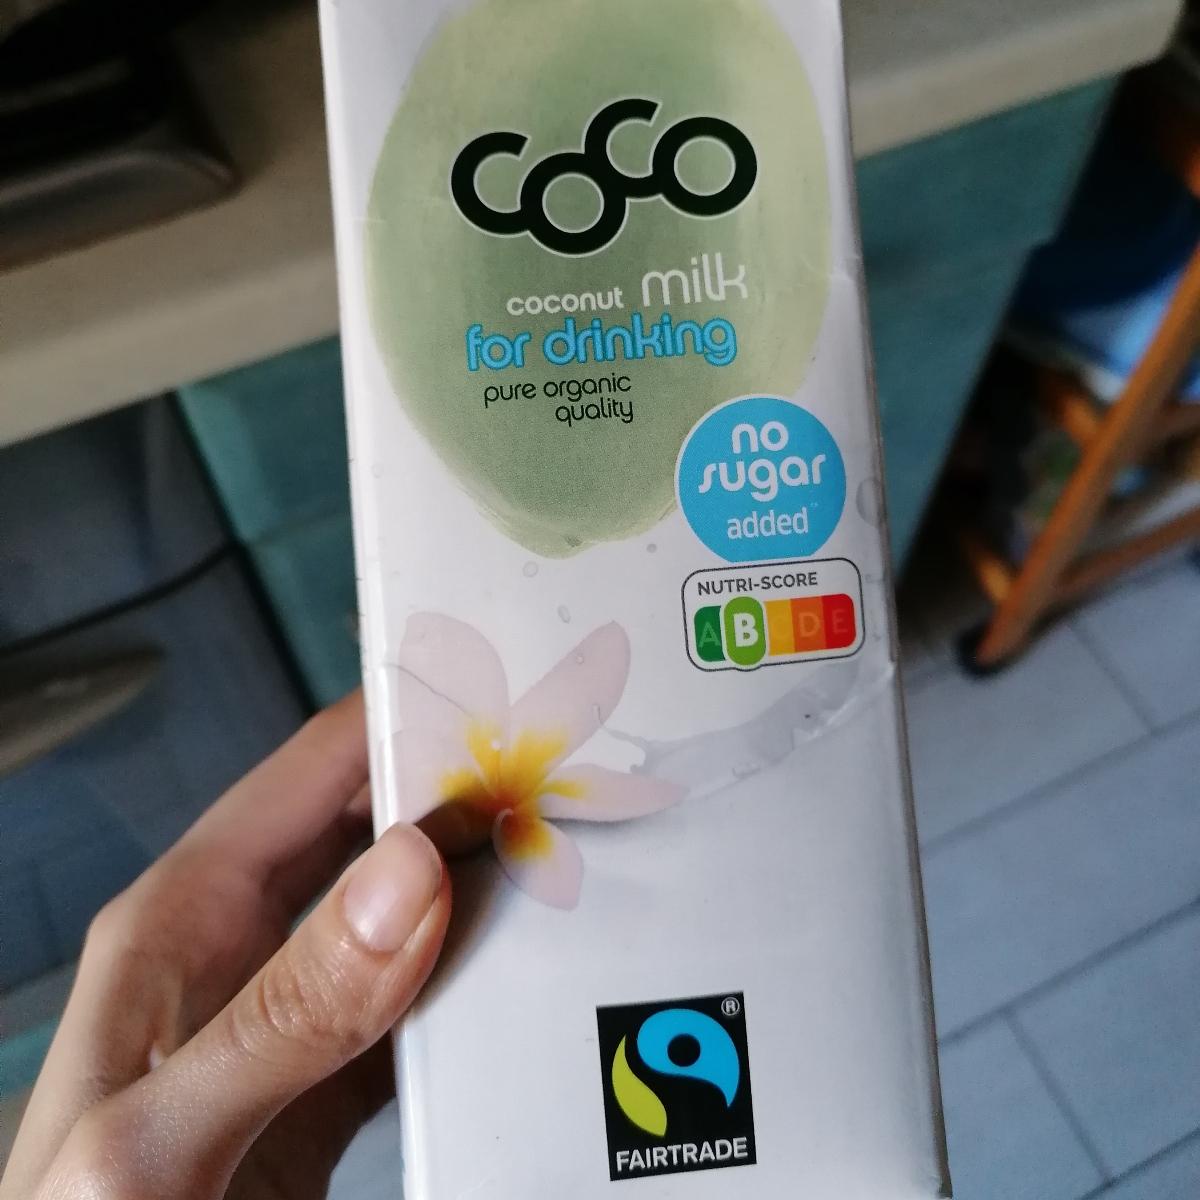 coco
coconut milk
for drinking
pure organic
quality
no
sugar
added
NUTRI-SCORE
A B C D E
®
FAIRTRADE